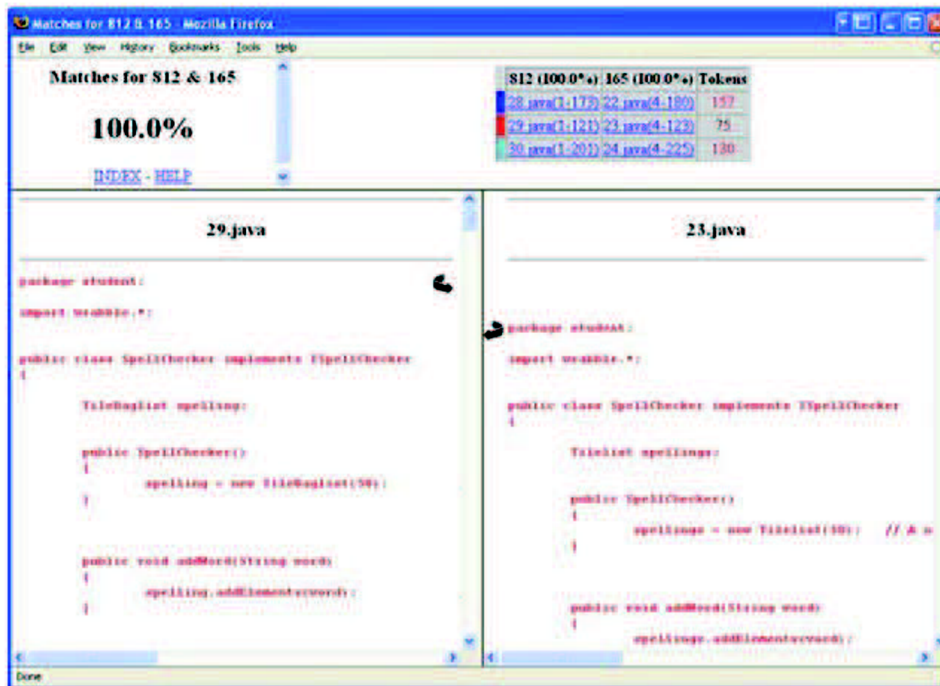 Matches for 812 & 165 - Mozilla Firefox
File Edit View History Bookmarks Tools Help
Matches for 812 & 165
100.0%
INDEX - HELP
812 (100.0%) 165 (100.0%) Tokens
28.java(1-173) 22.java(4-180) 157
29.java(1-121) 23.java(4-123) 75
30.java(1-201) 24.java(4-225) 130
29.java
package student;
import wrabble.*;
public class SpellChecker implements ISpellChecker
{
TileBaglist spelling;
public SpellChecker()
{
spelling = new TileBaglist(50);
}
public void addWord(String word)
{
spelling.addElements(word);
}
23.java
package student;
import wrabble.*;
public class SpellChecker implements ISpellChecker
{
Tilelist spellings;
public SpellChecker()
{
spellings = new Tilelist(50); // A
}
public void addWord(String word)
{
spellings.addElements(word);
Done